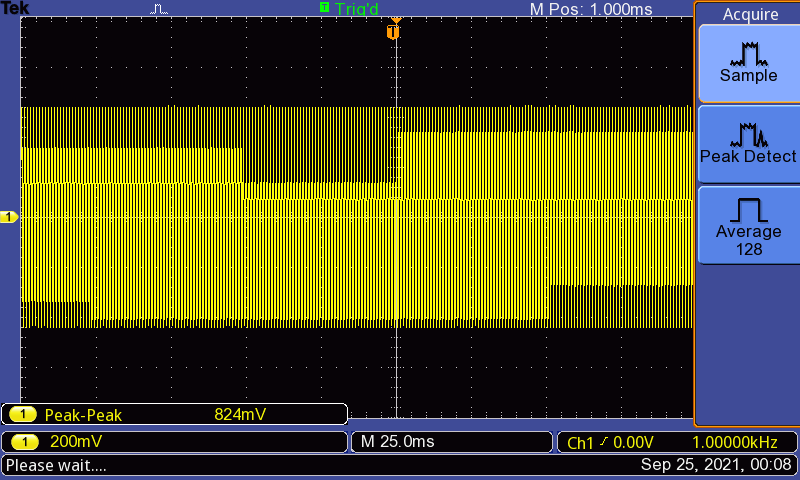 Tek
T Trig'd
M Pos: 1.000ms
Acquire
T
Sample
Peak Detect
1
Average
128
1 Peak-Peak 824mV
1 200mV
M 25.0ms
Ch1 / 0.00V 1.00000kHz
Please wait....
Sep 25, 2021, 00:08